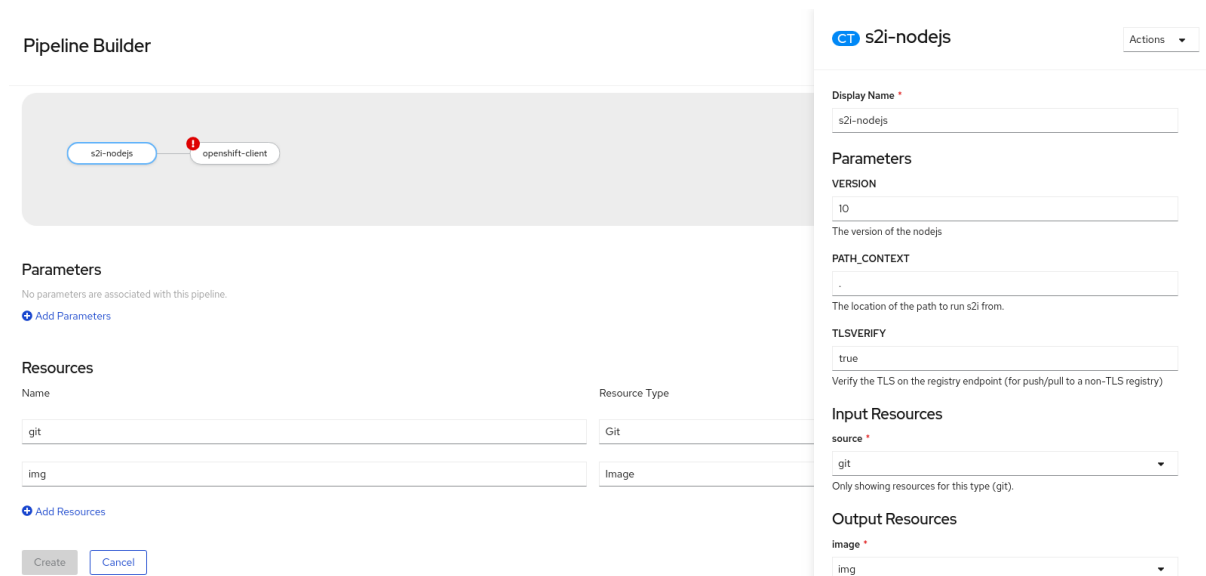 Pipeline Builder
s2i-nodejs
!
openshift-client
Parameters
No parameters are associated with this pipeline.
Add Parameters
Resources
Name
Resource Type
git
Git
img
Image
Add Resources
Create
Cancel
CT s2i-nodejs
Actions
Display Name *
s2i-nodejs
Parameters
VERSION
10
The version of the nodejs
PATH_CONTEXT
.
The location of the path to run s2i from.
TLSVERIFY
true
Verify the TLS on the registry endpoint (for push/pull to a non-TLS registry)
Input Resources
source *
git
Only showing resources for this type (git).
Output Resources
image *
img